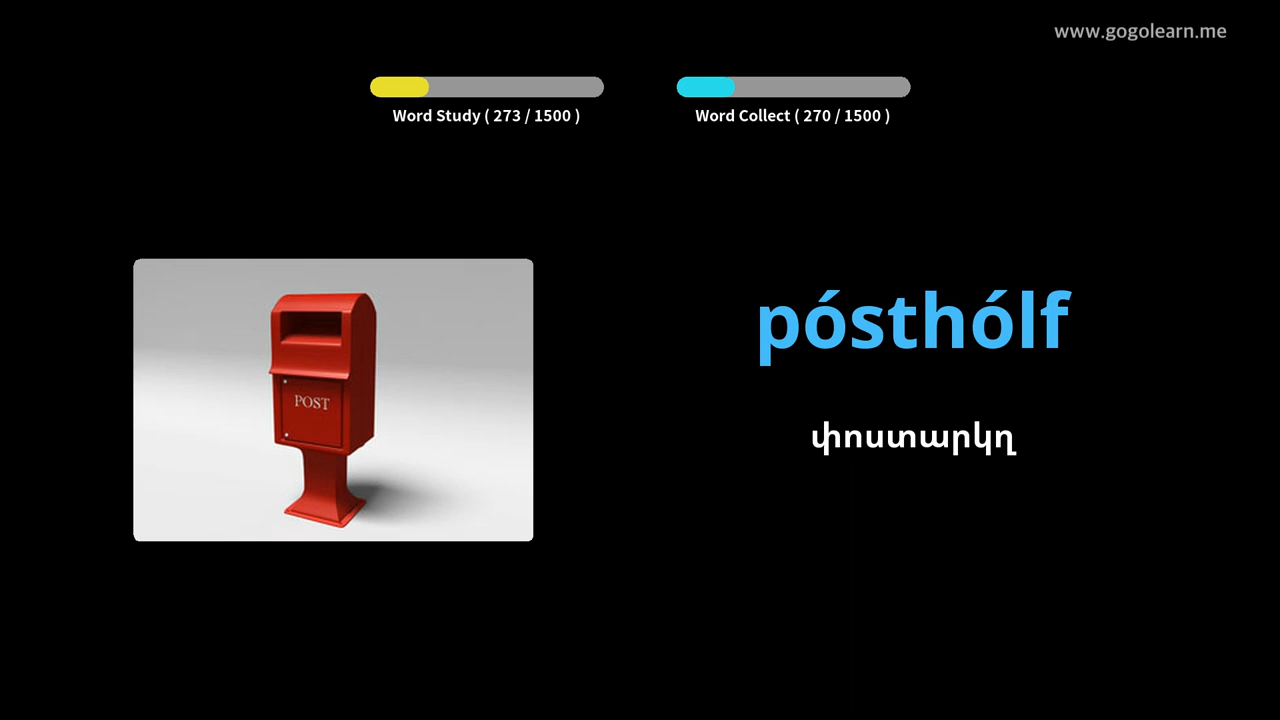 www.gogolearn.me
Word Study ( 273 / 1500 )
Word Collect ( 270 / 1500 )
POST
pósthólf
փոստարկղ